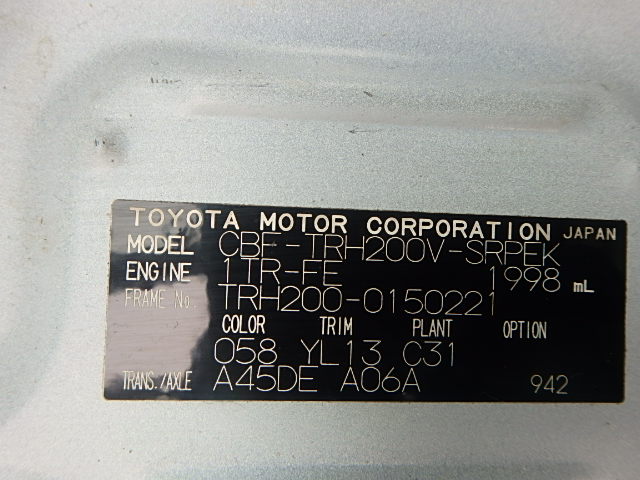 TOYOTA MOTOR CORPORATION JAPAN
MODEL CBF-TRH200V-SRPEK
ENGINE 1TR-FE 1998 mL
FRAME No. TRH200-0150221
COLOR TRIM PLANT OPTION
058 YL13 C31
TRANS./AXLE A45DE A06A 942